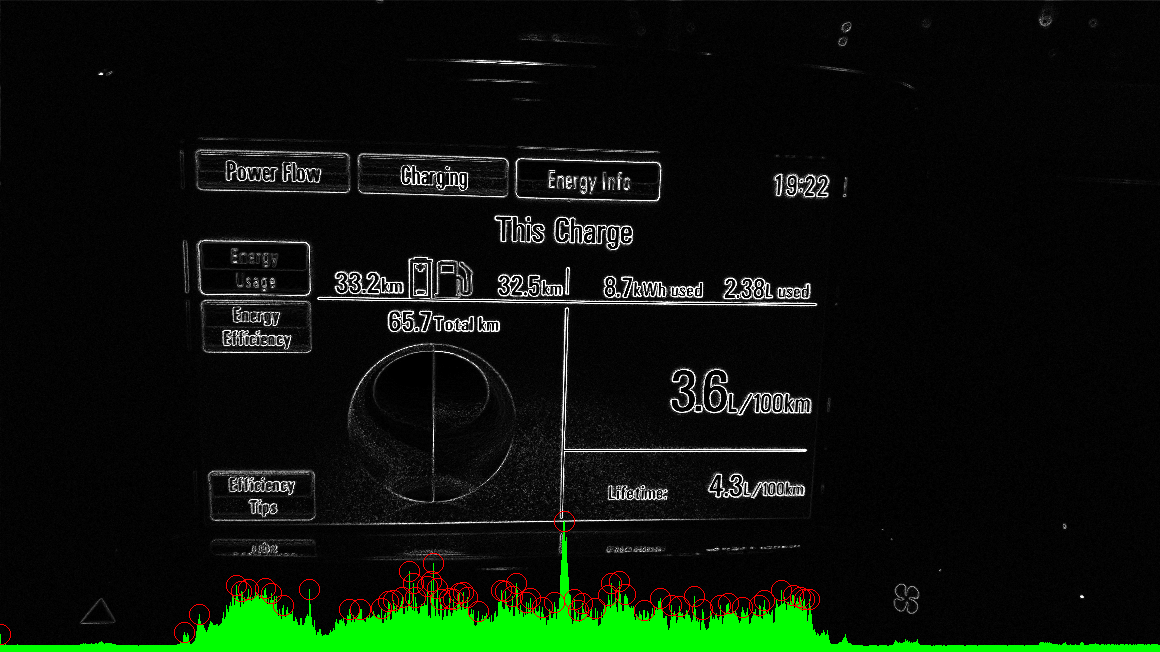 Power Flow Charging Energy Info 19:22
This Charge
Energy
Usage
33.2km 32.5km 8.7kWh used 2.38L used
Energy
Efficiency
65.7 Total km
3.6L/100km
Efficiency
Tips
Lifetime: 4.3L/100km